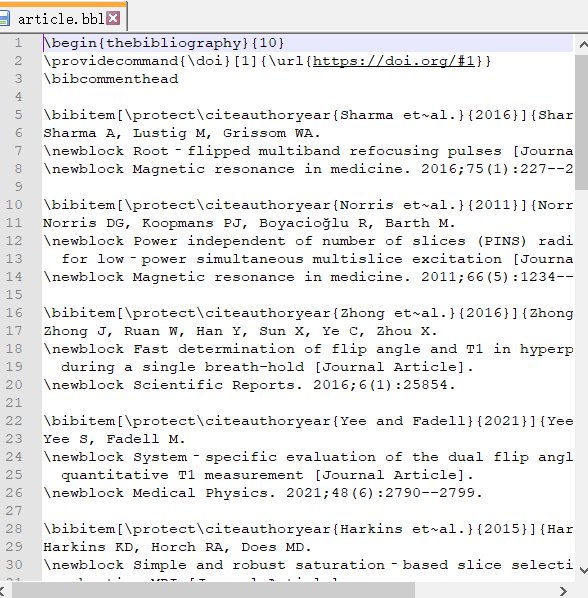 article.bbl
1 \begin{thebibliography}{10}
2 \providecommand{\doi}[1]{\url{https://doi.org/#1}}
3 \bibcommenthead
4
5 \bibitem[\protect\citeauthoryear{Sharma et~al.}{2016}]{Shar
6 Sharma A, Lustig M, Grissom WA.
7 \newblock Root‐flipped multiband refocusing pulses [Journa
8 \newblock Magnetic resonance in medicine. 2016;75(1):227--2
9
10 \bibitem[\protect\citeauthoryear{Norris et~al.}{2011}]{Norr
11 Norris DG, Koopmans PJ, Boyacioğlu R, Barth M.
12 \newblock Power independent of number of slices (PINS) radi
13 for low‐power simultaneous multislice excitation [Journa
14 \newblock Magnetic resonance in medicine. 2011;66(5):1234--
15
16 \bibitem[\protect\citeauthoryear{Zhong et~al.}{2016}]{Zhong
17 Zhong J, Ruan W, Han Y, Sun X, Ye C, Zhou X.
18 \newblock Fast determination of flip angle and T1 in hyperp
19 during a single breath-hold [Journal Article].
20 \newblock Scientific Reports. 2016;6(1):25854.
21
22 \bibitem[\protect\citeauthoryear{Yee and Fadell}{2021}]{Yee
23 Yee S, Fadell M.
24 \newblock System‐specific evaluation of the dual flip angl
25 quantitative T1 measurement [Journal Article].
26 \newblock Medical Physics. 2021;48(6):2790--2799.
27
28 \bibitem[\protect\citeauthoryear{Harkins et~al.}{2015}]{Har
29 Harkins KD, Horch RA, Does MD.
30 \newblock Simple and robust saturation‐based slice selecti